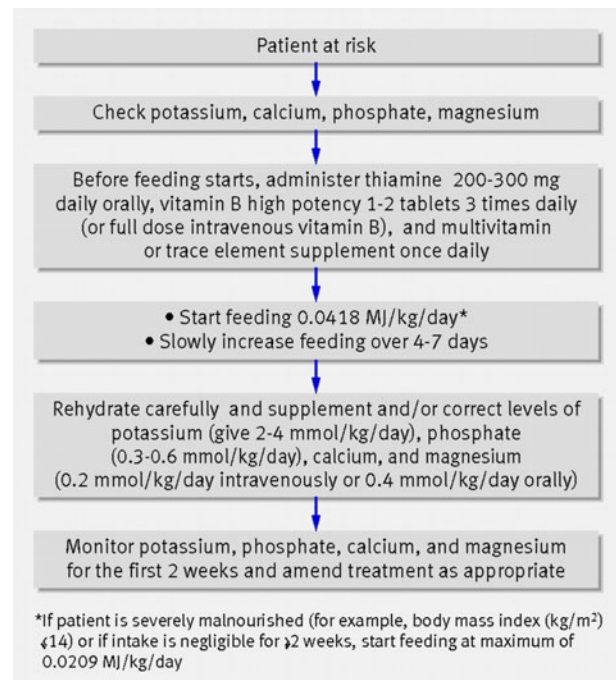 Patient at risk
Check potassium, calcium, phosphate, magnesium
Before feeding starts, administer thiamine 200-300 mg
daily orally, vitamin B high potency 1-2 tablets 3 times daily
(or full dose intravenous vitamin B), and multivitamin
or trace element supplement once daily
• Start feeding 0.0418 MJ/kg/day*
• Slowly increase feeding over 4-7 days
Rehydrate carefully and supplement and/or correct levels of
potassium (give 2-4 mmol/kg/day), phosphate
(0.3-0.6 mmol/kg/day), calcium, and magnesium
(0.2 mmol/kg/day intravenously or 0.4 mmol/kg/day orally)
Monitor potassium, phosphate, calcium, and magnesium
for the first 2 weeks and amend treatment as appropriate
*If patient is severely malnourished (for example, body mass index (kg/m²)
≮14) or if intake is negligible for ≯2 weeks, start feeding at maximum of
0.0209 MJ/kg/day